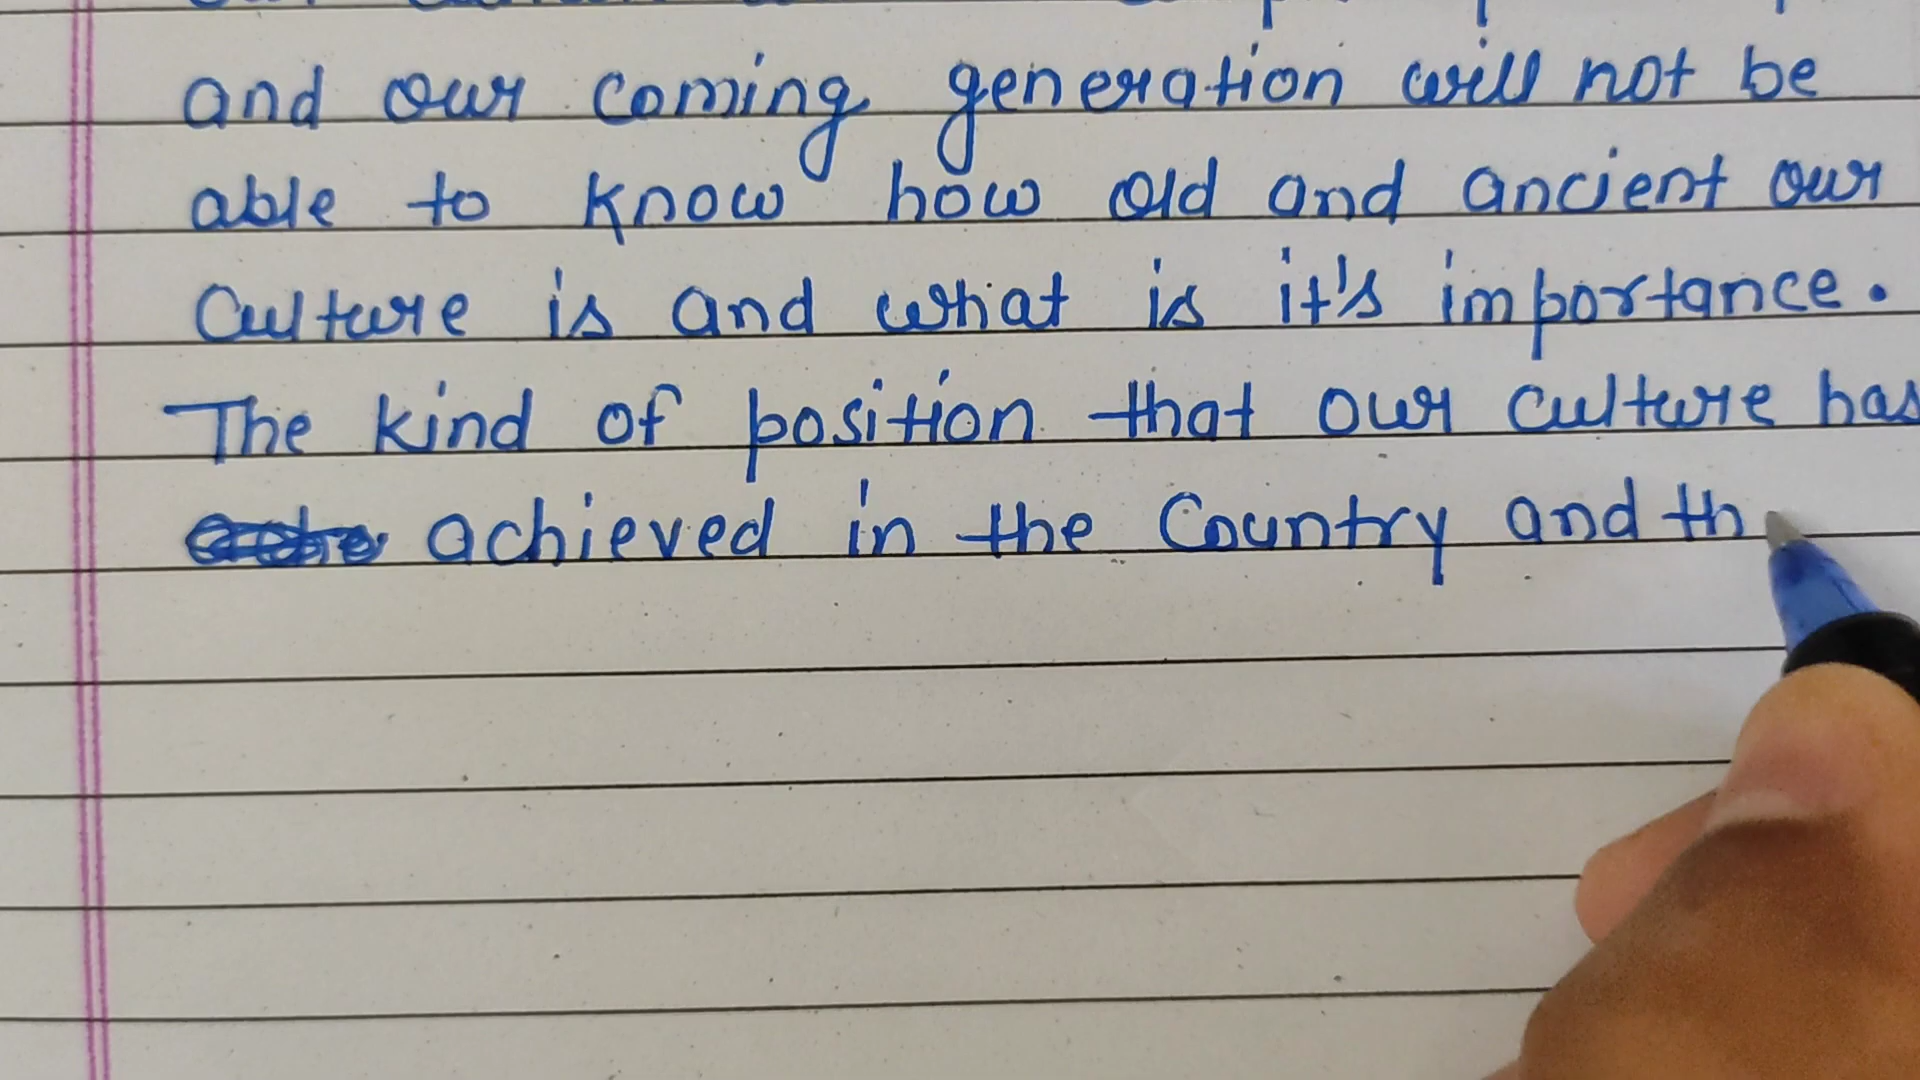 and our coming generation will not be
able to know how old and ancient our
Culture is and what is it's importance.
The kind of position that our culture has
achieved in the Country and th